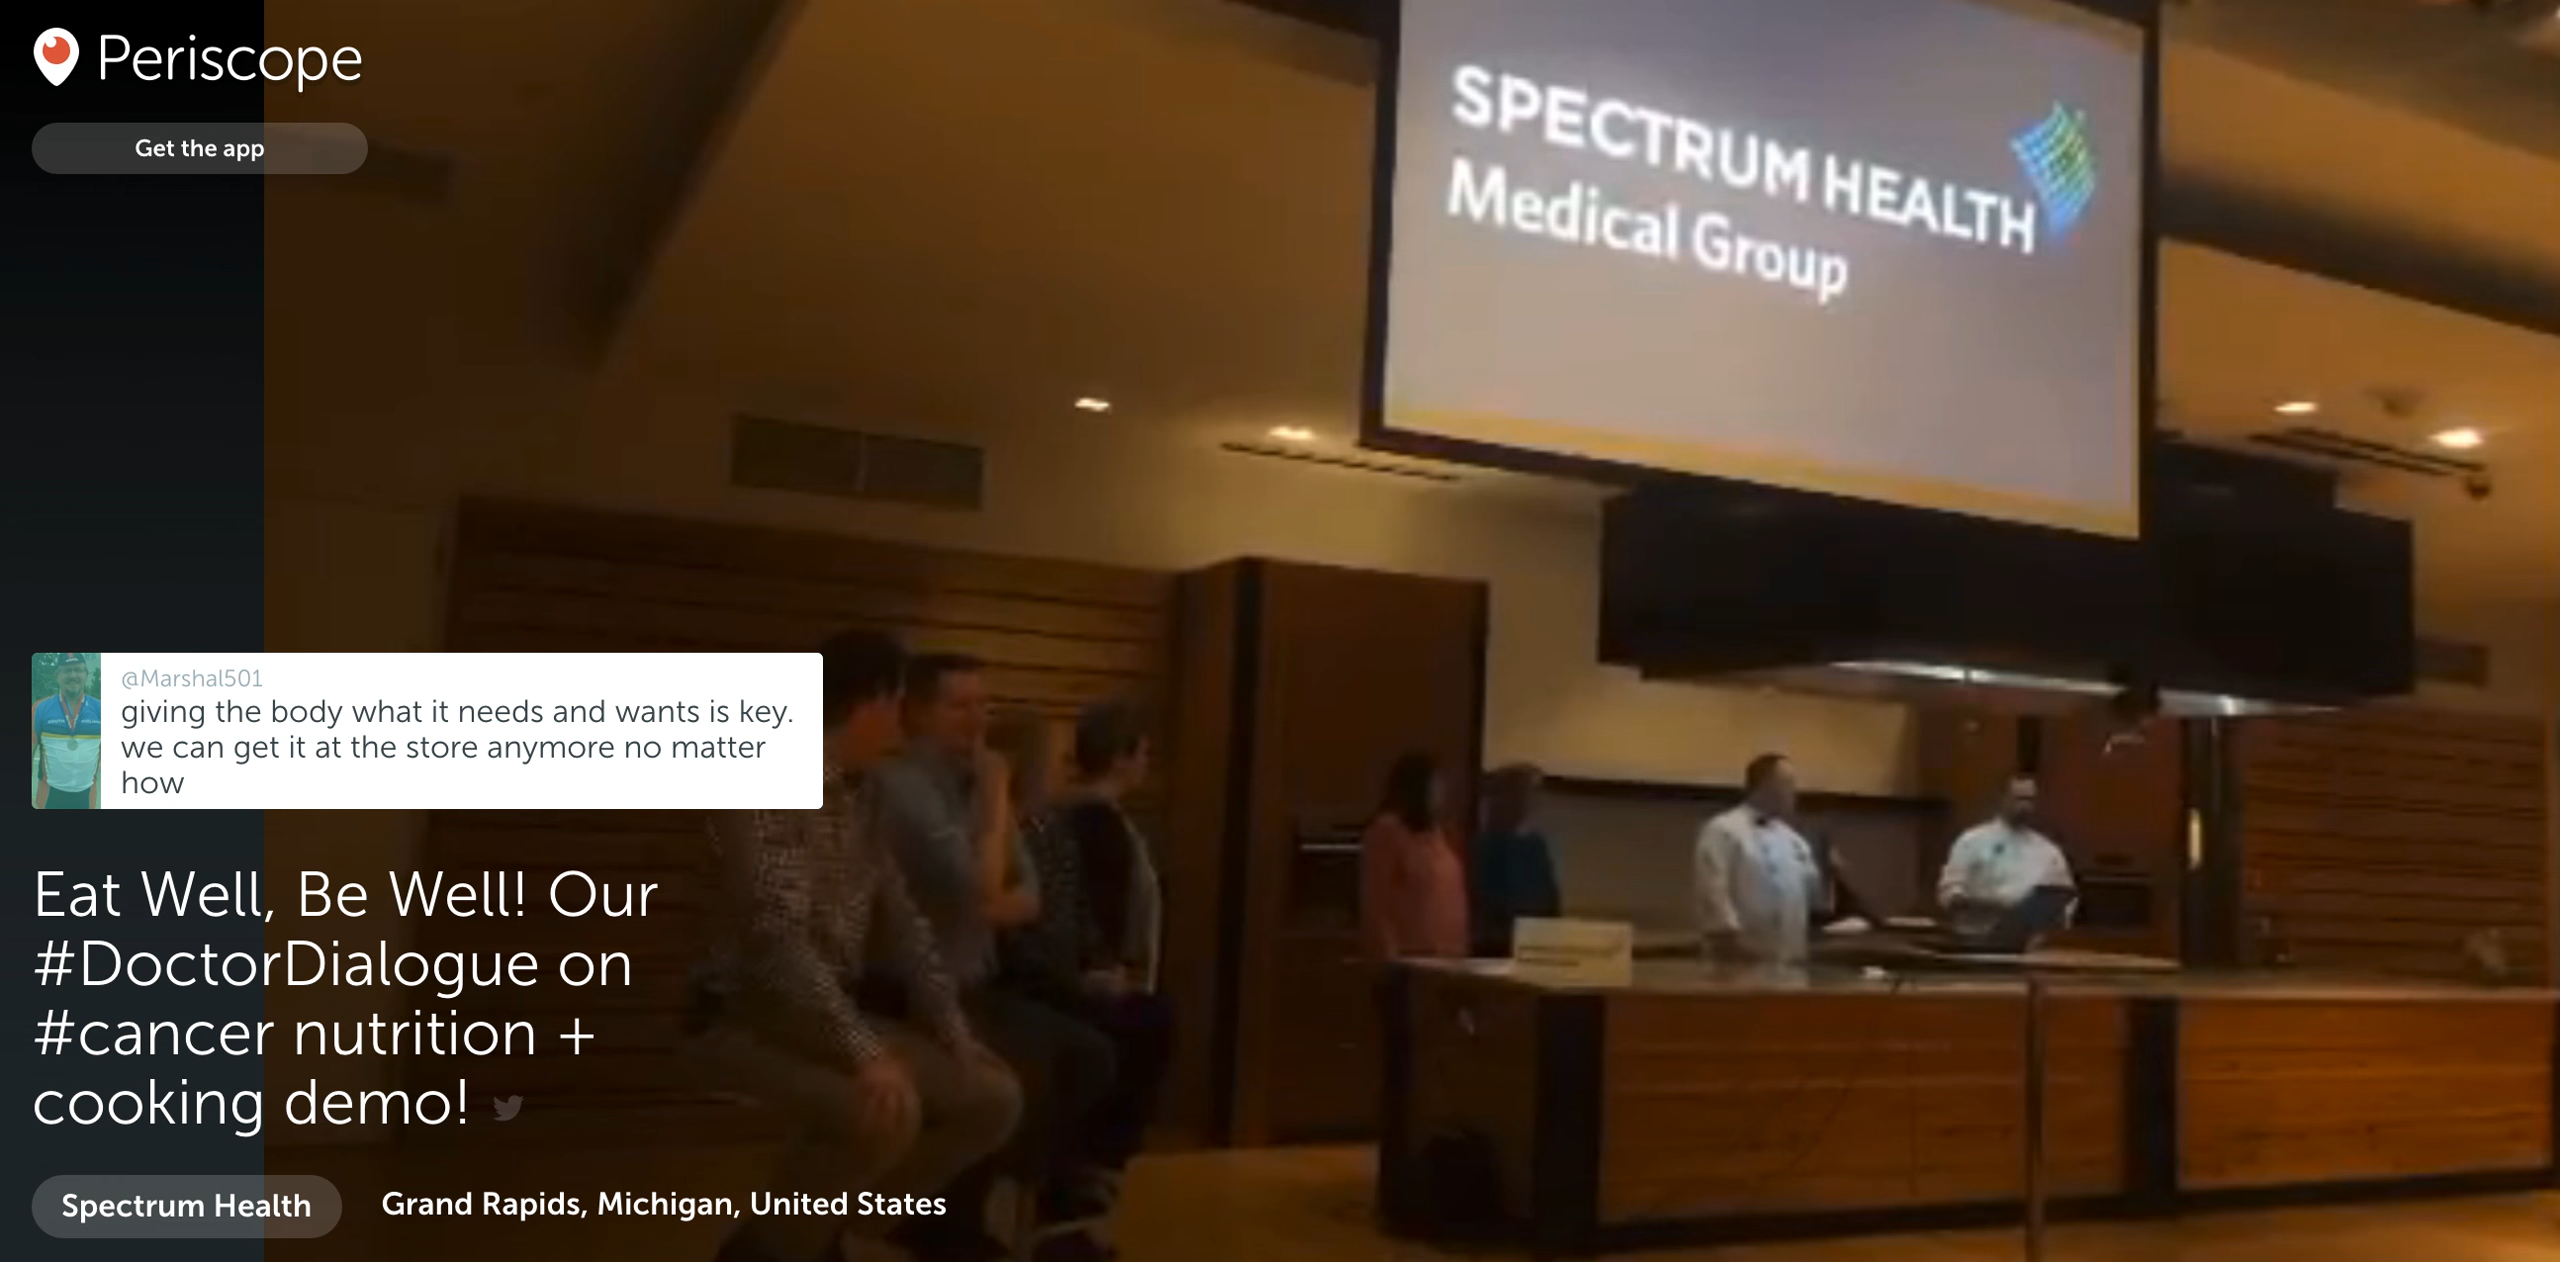 Periscope
Get the app
SPECTRUM HEALTH
Medical Group
@Marshal501
giving the body what it needs and wants is key.
we can get it at the store anymore no matter
how
Eat Well, Be Well! Our
#DoctorDialogue on
#cancer nutrition +
cooking demo!
Spectrum Health
Grand Rapids, Michigan, United States